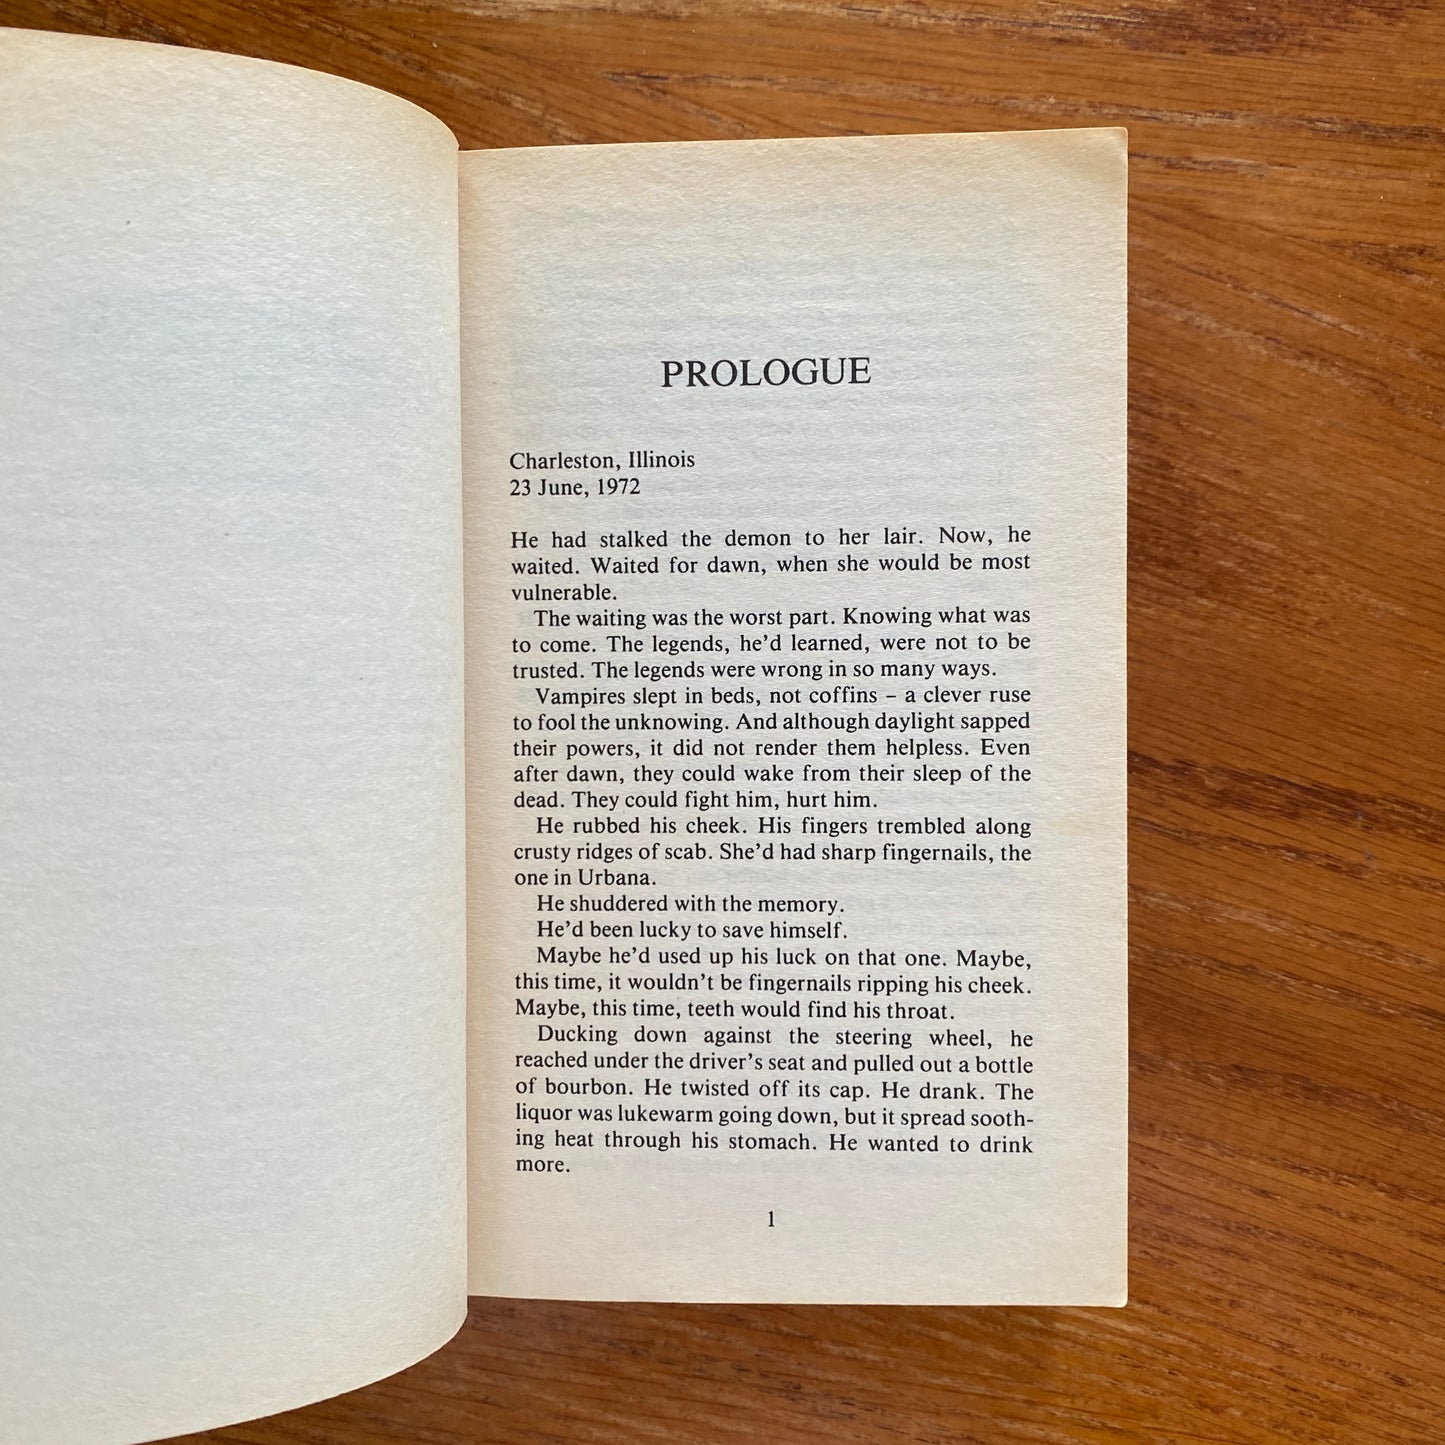 PROLOGUE
Charleston, Illinois
23 June, 1972
He had stalked the demon to her lair. Now, he
waited. Waited for dawn, when she would be most
vulnerable.
The waiting was the worst part. Knowing what was
to come. The legends, he’d learned, were not to be
trusted. The legends were wrong in so many ways.
Vampires slept in beds, not coffins – a clever ruse
to fool the unknowing. And although daylight sapped
their powers, it did not render them helpless. Even
after dawn, they could wake from their sleep of the
dead. They could fight him, hurt him.
He rubbed his cheek. His fingers trembled along
crusty ridges of scab. She’d had sharp fingernails, the
one in Urbana.
He shuddered with the memory.
He’d been lucky to save himself.
Maybe he’d used up his luck on that one. Maybe,
this time, it wouldn’t be fingernails ripping his cheek.
Maybe, this time, teeth would find his throat.
Ducking down against the steering wheel, he
reached under the driver’s seat and pulled out a bottle
of bourbon. He twisted off its cap. He drank. The
liquor was lukewarm going down, but it spread sooth-
ing heat through his stomach. He wanted to drink
more.
1